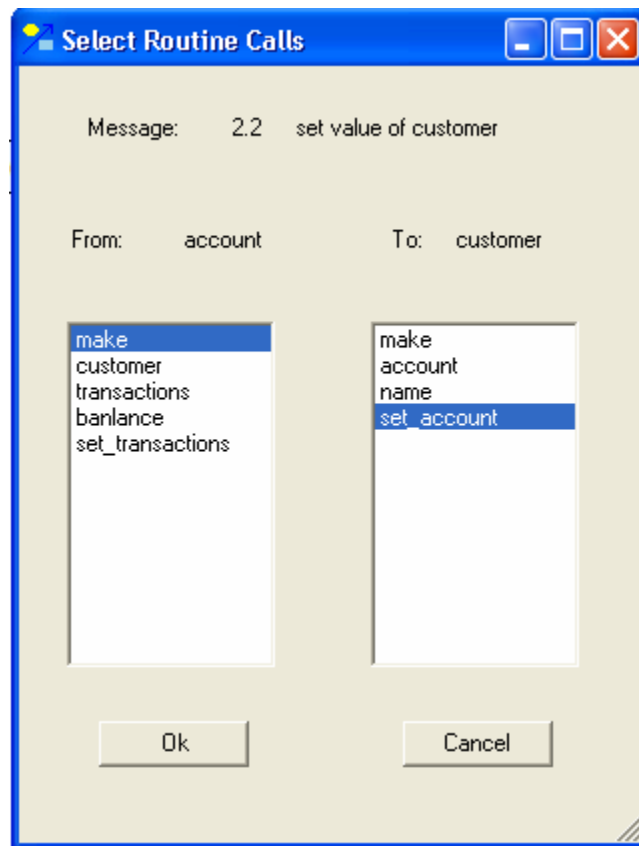 Select Routine Calls
Message: 2.2 set value of customer
From: account To: customer
make
customer
transactions
banlance
set_transactions
make
account
name
set_account
Ok Cancel